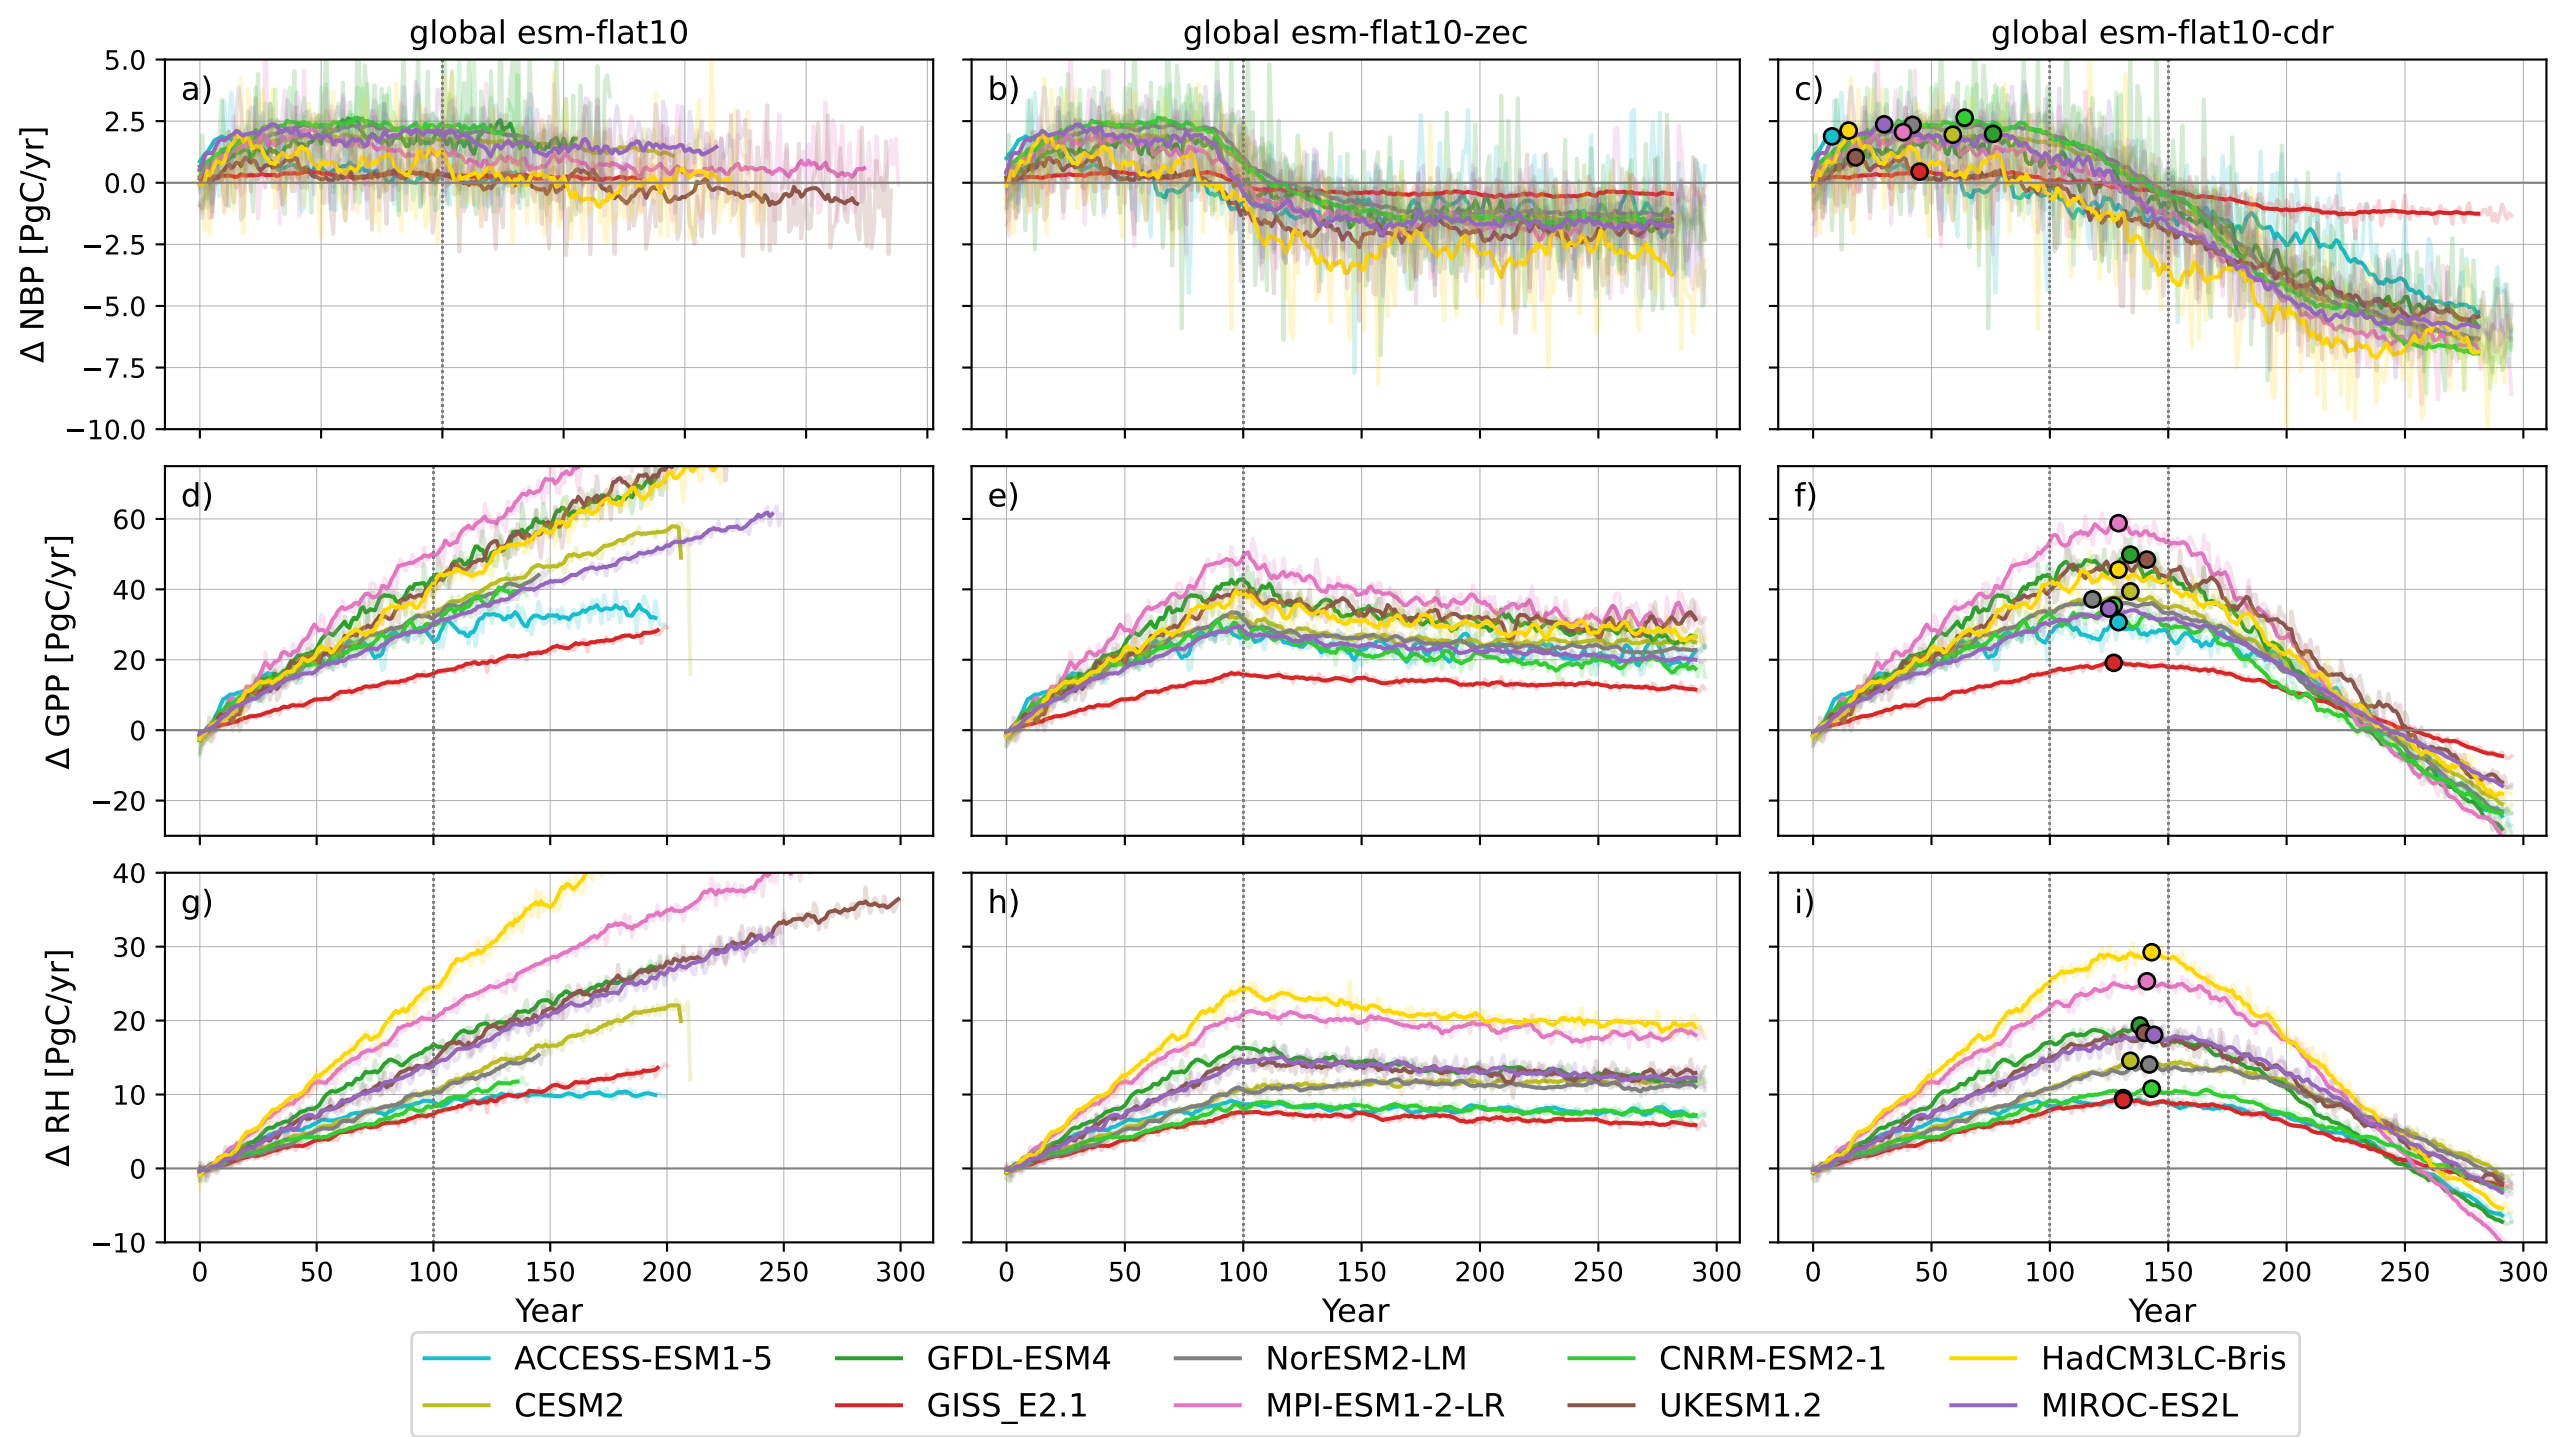 global esm-flat10
global esm-flat10-zec
global esm-flat10-cdr
a)
b)
c)
5.0
2.5
0.0
−2.5
−5.0
−7.5
−10.0
Δ NBP [PgC/yr]
d)
e)
f)
60
40
20
0
−20
Δ GPP [PgC/yr]
g)
h)
i)
40
30
20
10
0
−10
Δ RH [PgC/yr]
0 50 100 150 200 250 300
0 50 100 150 200 250 300
0 50 100 150 200 250 300
Year
Year
Year
ACCESS-ESM1-5 GFDL-ESM4 NorESM2-LM CNRM-ESM2-1 HadCM3LC-Bris
CESM2 GISS_E2.1 MPI-ESM1-2-LR UKESM1.2 MIROC-ES2L